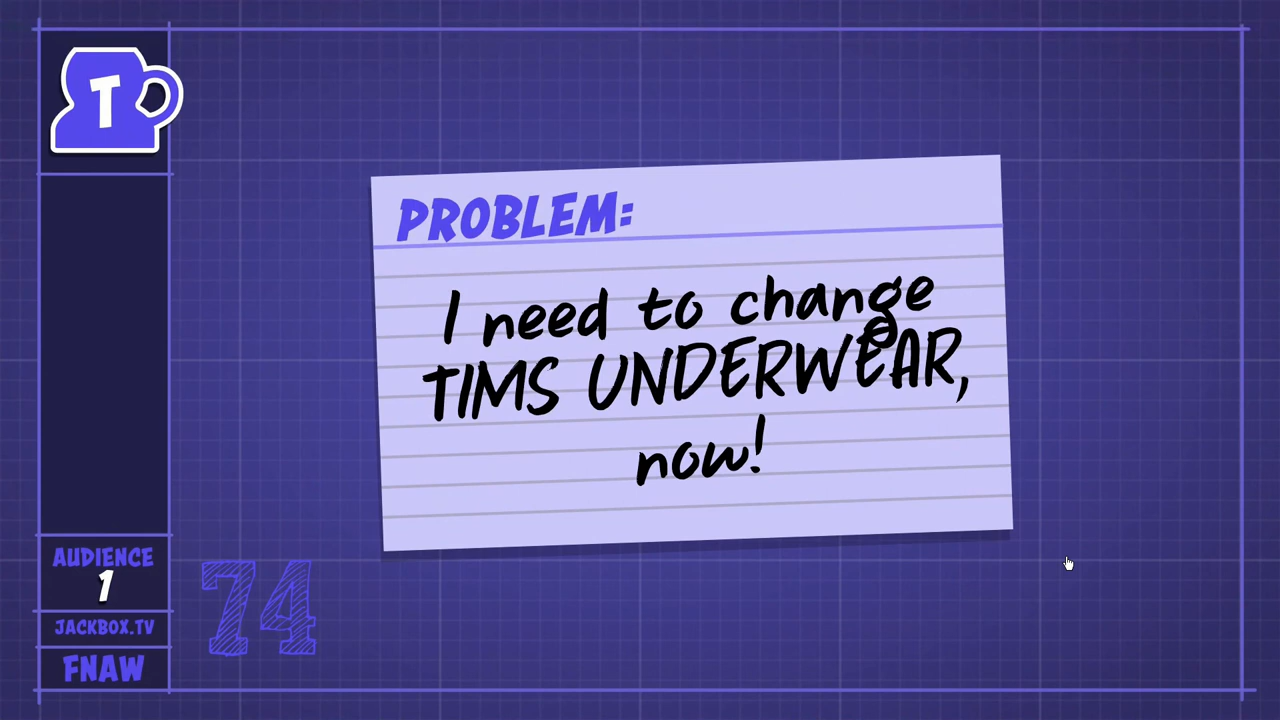 T
PROBLEM:
I need to change
TIMS UNDERWEAR,
now!
AUDIENCE
1
JACKBOX.TV
FNAW
74